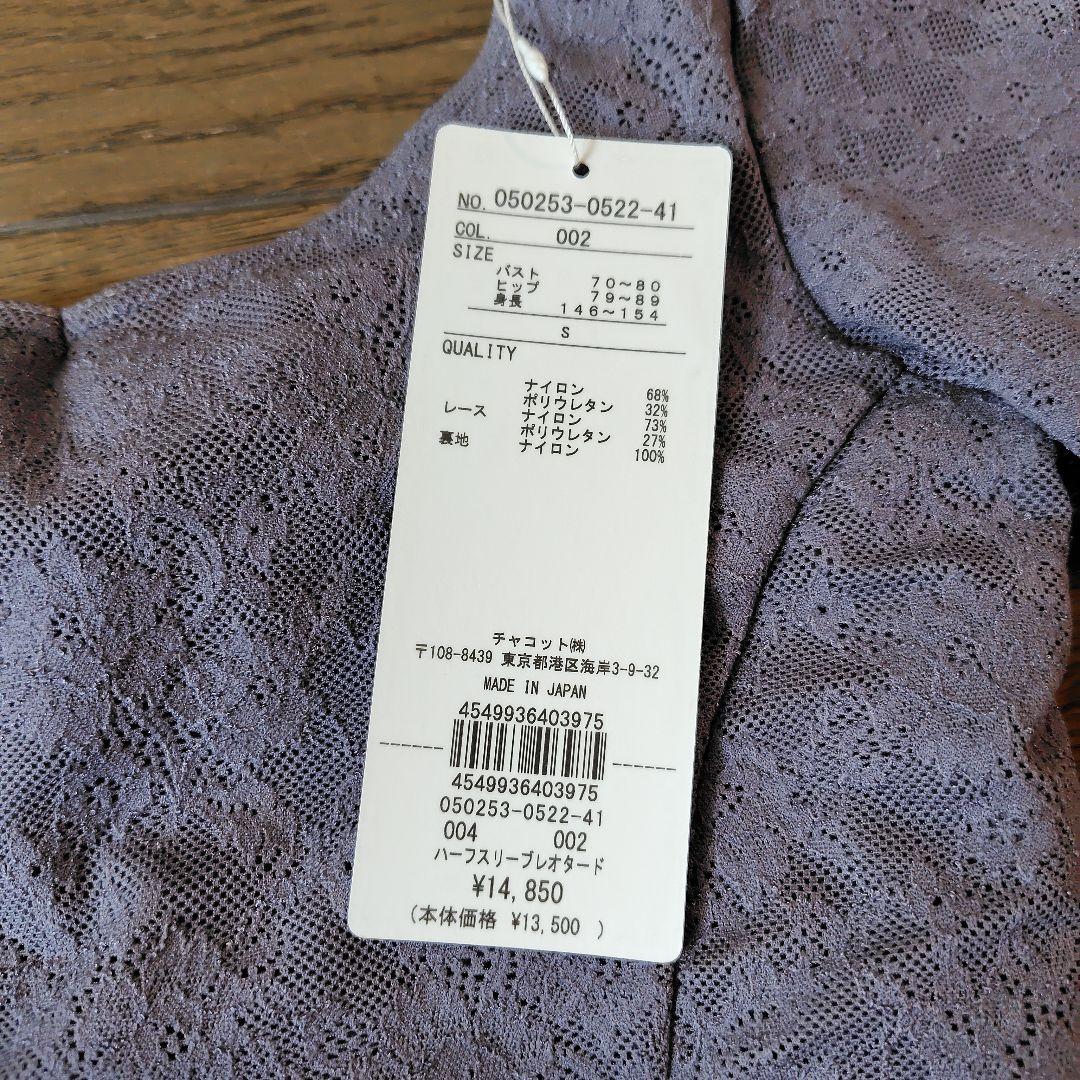 NO. 050253-0522-41
COL. 002
SIZE
バスト 70〜80
ヒップ 79〜89
身長 146〜154
S
QUALITY
ナイロン 68%
ポリウレタン 32%
レース ナイロン 73%
ポリウレタン 27%
裏地 ナイロン 100%
チャコット㈱
〒108-8439 東京都港区海岸3-9-32
MADE IN JAPAN
4549936403975
4549936403975
050253-0522-41
004 002
ハーフスリーブレオタード
¥14,850
(本体価格 ¥13,500 )